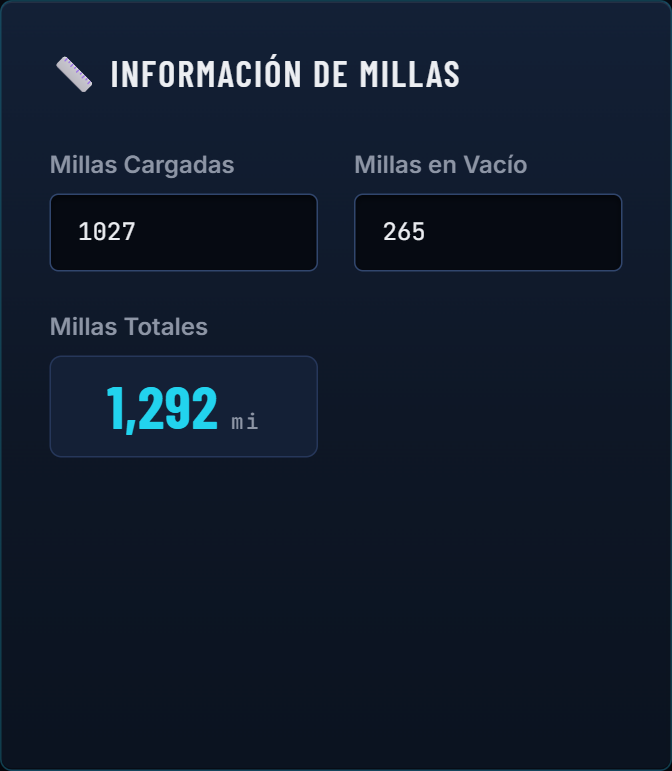 INFORMACIÓN DE MILLAS
Millas Cargadas
Millas en Vacío
1027
265
Millas Totales
1,292 mi